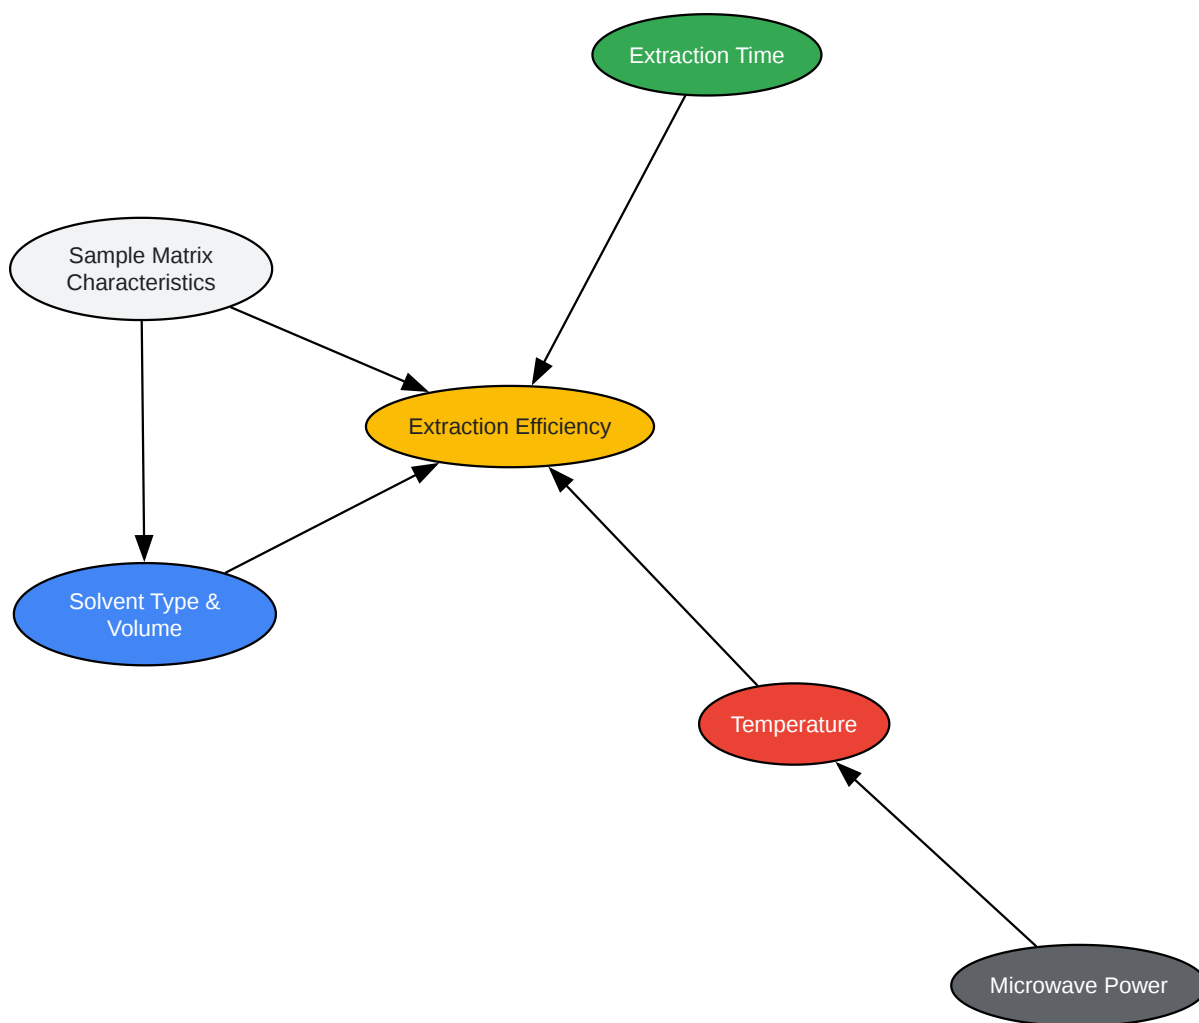 Extraction Time
Sample Matrix
Characteristics
Extraction Efficiency
Solvent Type &
Volume
Temperature
Microwave Power